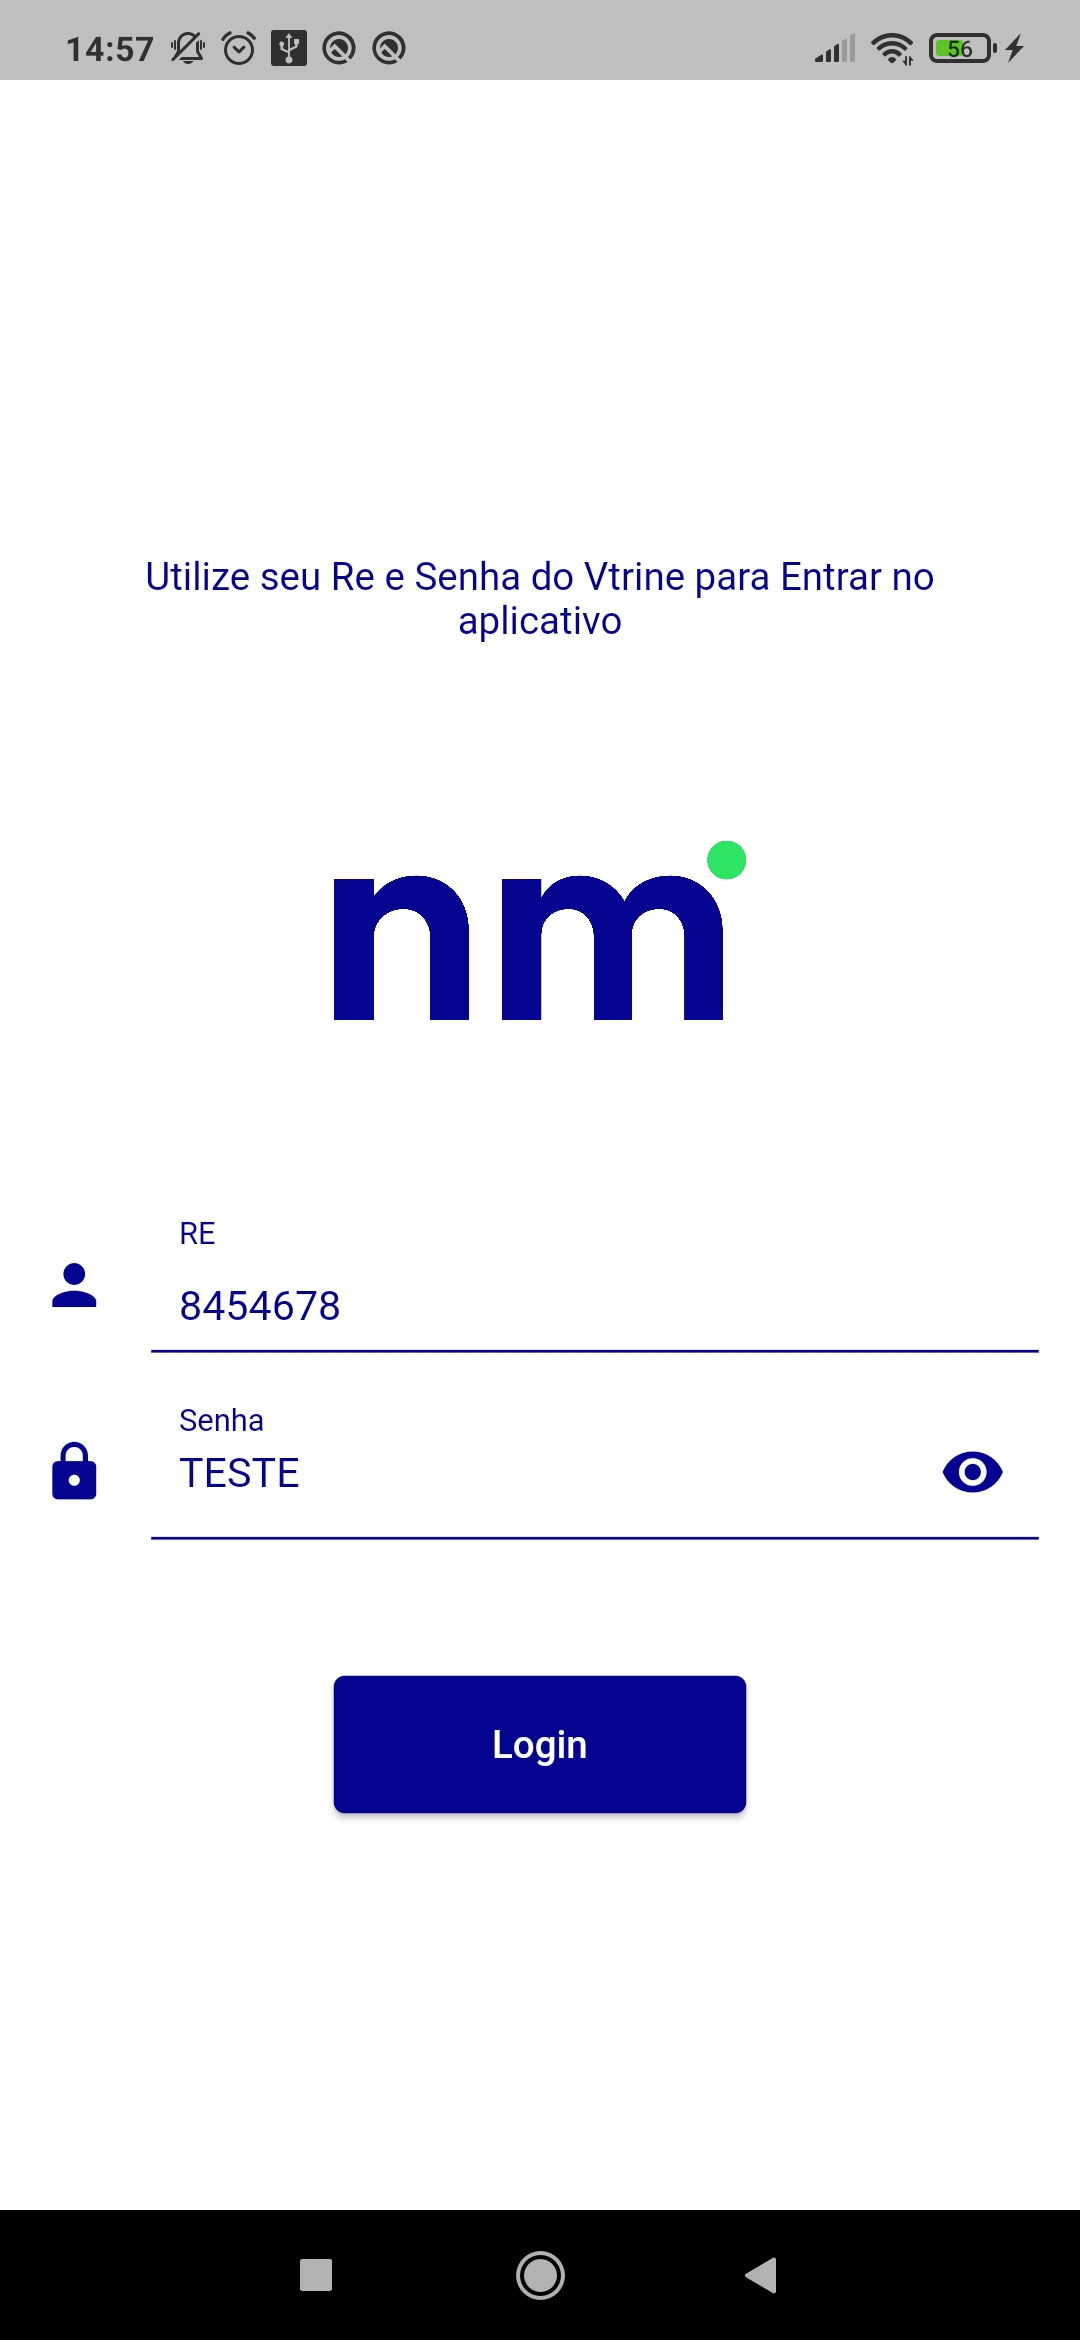 14:57
56
Utilize seu Re e Senha do Vtrine para Entrar no
aplicativo
nm
RE
8454678
Senha
TESTE
Login